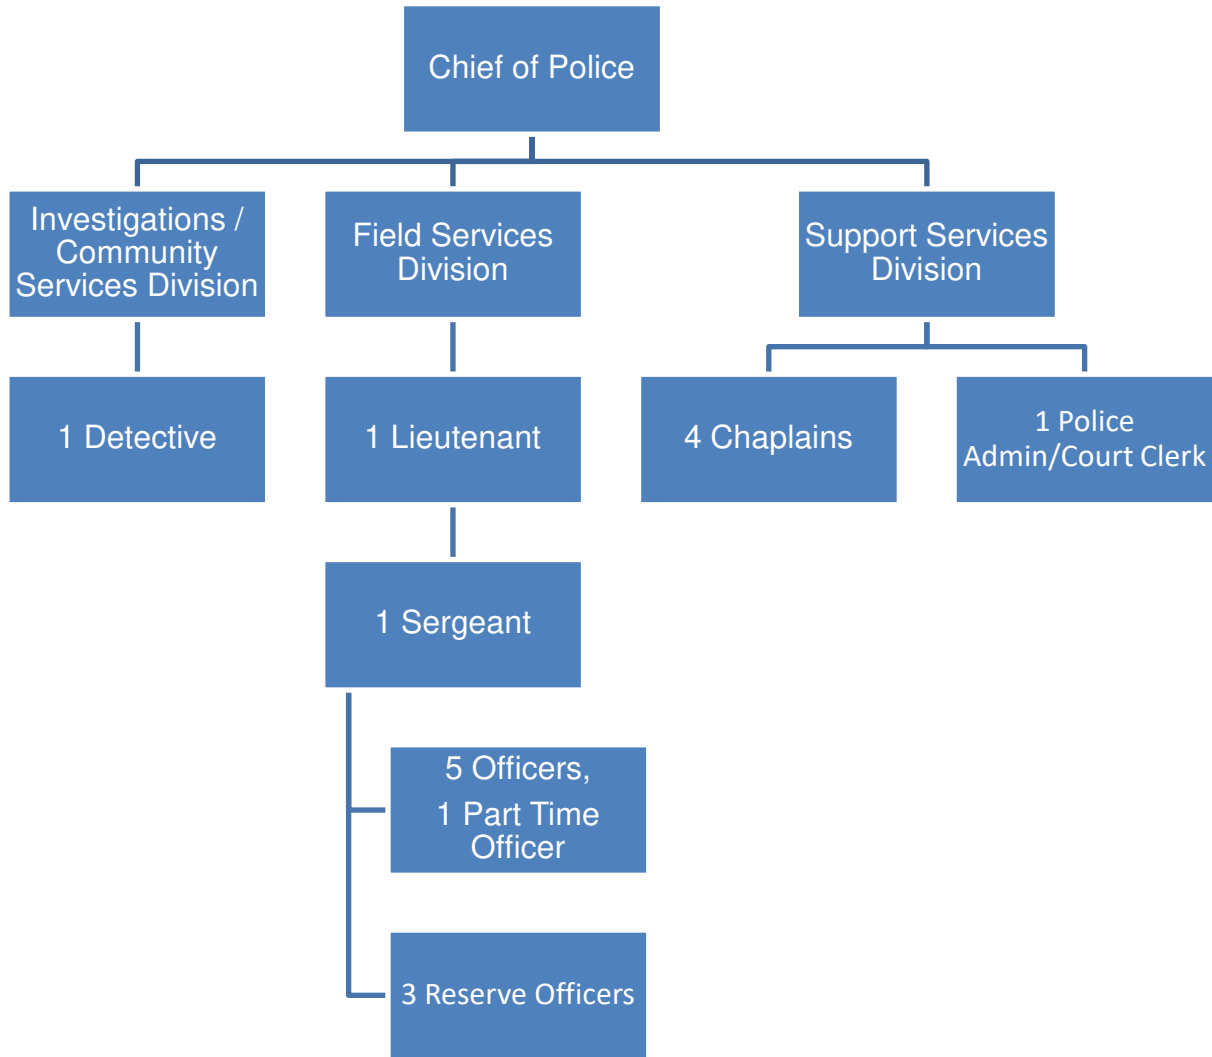 Chief of Police
Investigations /
Community
Services Division
Field Services
Division
Support Services
Division
1 Detective
1 Lieutenant
4 Chaplains
1 Police
Admin/Court Clerk
1 Sergeant
5 Officers,
1 Part Time
Officer
3 Reserve Officers